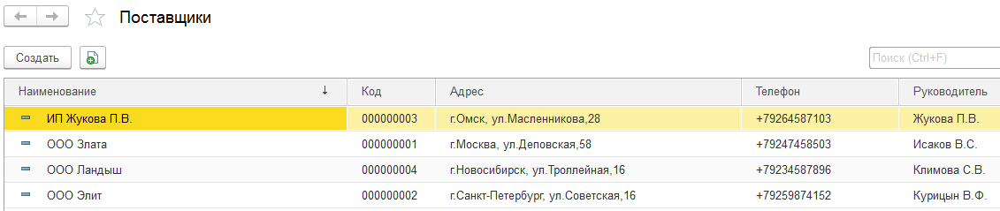 Поставщики
Создать Поиск (Ctrl+F)
Наименование ↓ Код Адрес Телефон Руководитель
ИП Жукова П.В. 000000003 г.Омск, ул.Масленникова,28 +79264587103 Жукова П.В.
ООО Злата 000000001 г.Москва, ул.Деповская,58 +79247458503 Исаков В.С.
ООО Ландыш 000000004 г.Новосибирск, ул.Троллейная,16 +79234587896 Климова С.В.
ООО Элит 000000002 г.Санкт-Петербург, ул.Советская,16 +79259874152 Курицын В.Ф.